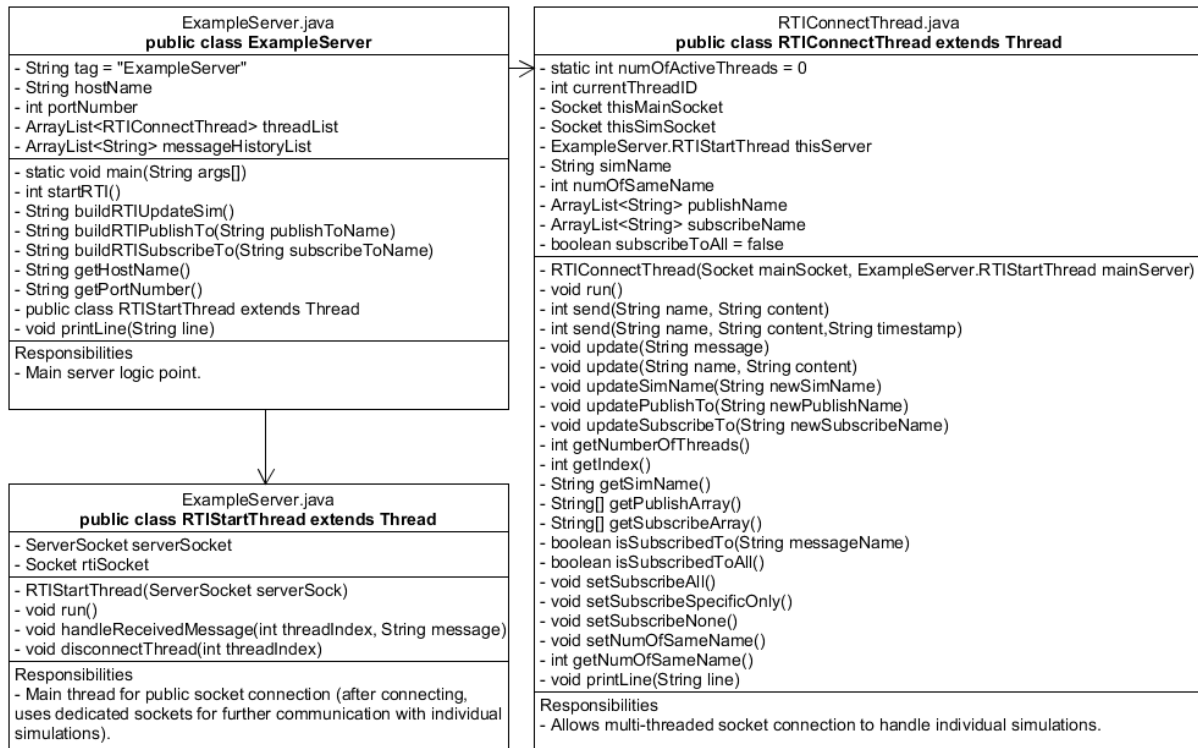 ExampleServer.java
public class ExampleServer
- String tag = "ExampleServer"
- String hostName
- int portNumber
- ArrayList<RTIConnectThread> threadList
- ArrayList<String> messageHistoryList
- static void main(String args[])
- int startRTI()
- String buildRTIUpdateSim()
- String buildRTIPublishTo(String publishToName)
- String buildRTISubscribeTo(String subscribeToName)
- String getHostName()
- String getPortNumber()
- public class RTIStartThread extends Thread
- void printLine(String line)
Responsibilities
- Main server logic point.
ExampleServer.java
public class RTIStartThread extends Thread
- ServerSocket serverSocket
- Socket rtiSocket
- RTIStartThread(ServerSocket serverSock)
- void run()
- void handleReceivedMessage(int threadIndex, String message)
- void disconnectThread(int threadIndex)
Responsibilities
- Main thread for public socket connection (after connecting,
uses dedicated sockets for further communication with individual
simulations).
RTIConnectThread.java
public class RTIConnectThread extends Thread
- static int numOfActiveThreads = 0
- int currentThreadID
- Socket thisMainSocket
- Socket thisSimSocket
- ExampleServer.RTIStartThread thisServer
- String simName
- int numOfSameName
- ArrayList<String> publishName
- ArrayList<String> subscribeName
- boolean subscribeToAll = false
- RTIConnectThread(Socket mainSocket, ExampleServer.RTIStartThread mainServer)
- void run()
- int send(String name, String content)
- int send(String name, String content,String timestamp)
- void update(String message)
- void update(String name, String content)
- void updateSimName(String newSimName)
- void updatePublishTo(String newPublishName)
- void updateSubscribeTo(String newSubscribeName)
- int getNumberOfThreads()
- int getIndex()
- String getSimName()
- String[] getPublishArray()
- String[] getSubscribeArray()
- boolean isSubscribedTo(String messageName)
- boolean isSubscribedToAll()
- void setSubscribeAll()
- void setSubscribeSpecificOnly()
- void setSubscribeNone()
- void setNumOfSameName()
- int getNumOfSameName()
- void printLine(String line)
Responsibilities
- Allows multi-threaded socket connection to handle individual simulations.